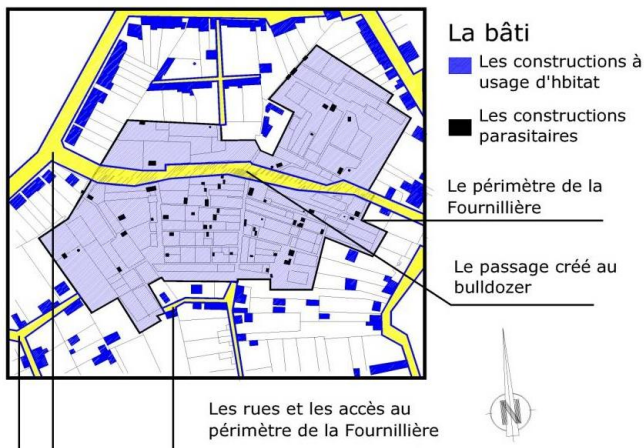 La bâti
Les constructions à
usage d'hbitat
Les constructions
parasitaires
Le périmètre de la
Fournillière
Le passage créé au
bulldozer
Les rues et les accès au
périmètre de la Fournillière
N